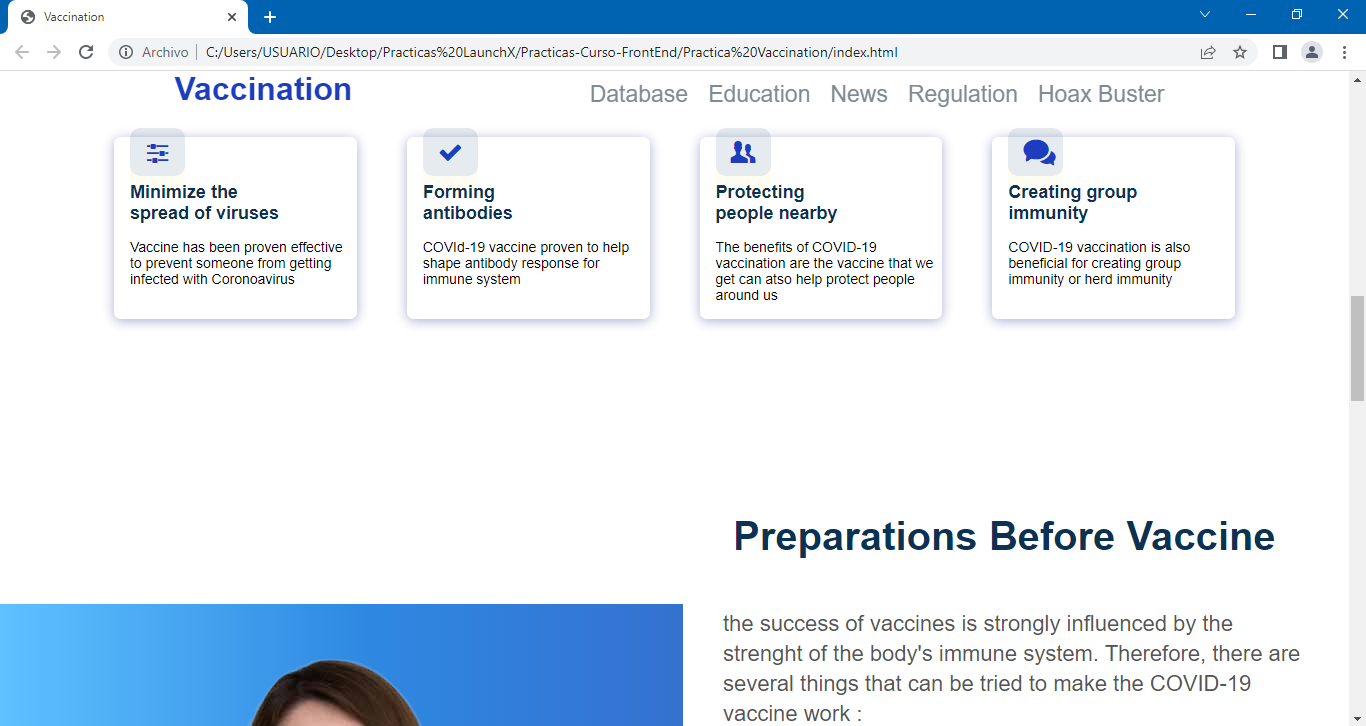 Vaccination
Archivo
C:/Users/USUARIO/Desktop/Practicas%20LaunchX/Practicas-Curso-FrontEnd/Practica%20Vaccination/index.html
Vaccination
Database Education News Regulation Hoax Buster
Minimize the
spread of viruses
Vaccine has been proven effective
to prevent someone from getting
infected with Coronoavirus
Forming
antibodies
COVId-19 vaccine proven to help
shape antibody response for
immune system
Protecting
people nearby
The benefits of COVID-19
vaccination are the vaccine that we
get can atso help protect people
around us
Creating group
immunity
COVID-19 vaccination is also
beneficial for creating group
immunity or herd immunity
Preparations Before Vaccine
the success of vaccines is strongly influenced by the
strenght of the body's immune system. Therefore, there are
several things that can be tried to make the COVID-19
vaccine work :